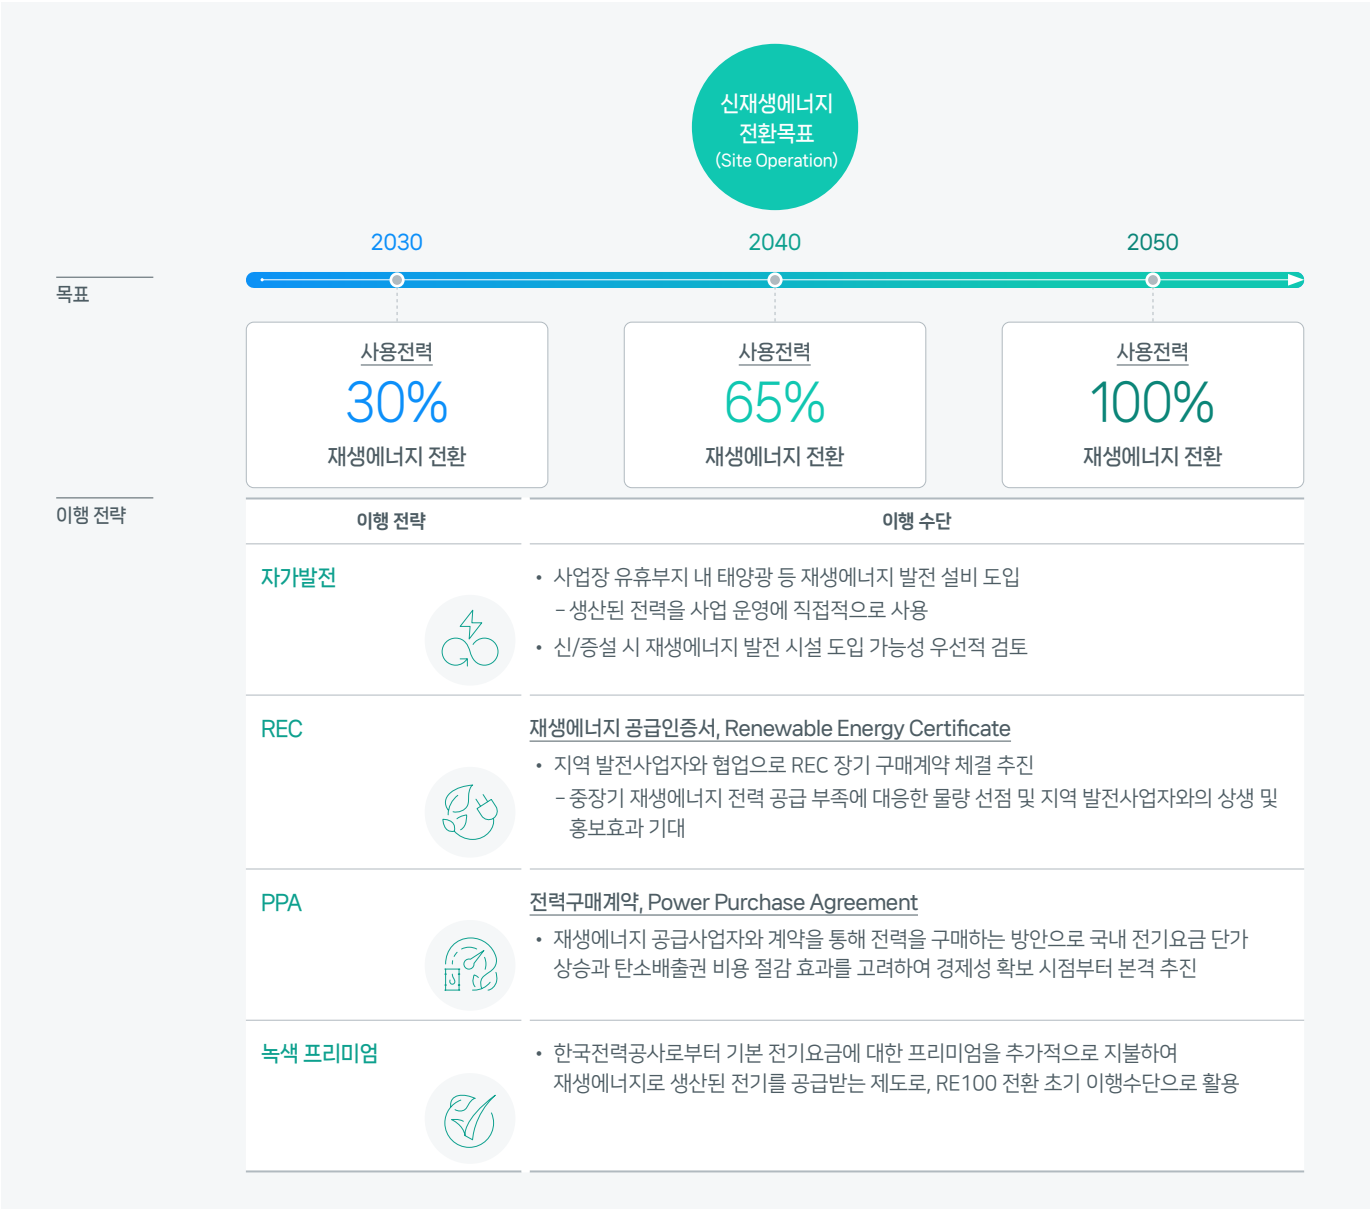 신재생에너지
전환목표
(Site Operation)
2030
2040
2050
목표
사용전력
30%
재생에너지 전환
사용전력
65%
재생에너지 전환
사용전력
100%
재생에너지 전환
이행 전략
이행 전략
이행 수단
자가발전
• 사업장 유휴부지 내 태양광 등 재생에너지 발전 설비 도입
– 생산된 전력을 사업 운영에 직접적으로 사용
• 신/증설 시 재생에너지 발전 시설 도입 가능성 우선적 검토
REC
재생에너지 공급인증서, Renewable Energy Certificate
• 지역 발전사업자와 협업으로 REC 장기 구매계약 체결 추진
– 중장기 재생에너지 전력 공급 부족에 대응한 물량 선점 및 지역 발전사업자와의 상생 및
홍보효과 기대
PPA
전력구매계약, Power Purchase Agreement
• 재생에너지 공급사업자와 계약을 통해 전력을 구매하는 방안으로 국내 전기요금 단가
상승과 탄소배출권 비용 절감 효과를 고려하여 경제성 확보 시점부터 본격 추진
녹색 프리미엄
• 한국전력공사로부터 기본 전기요금에 대한 프리미엄을 추가적으로 지불하여
재생에너지로 생산된 전기를 공급받는 제도로, RE100 전환 초기 이행수단으로 활용